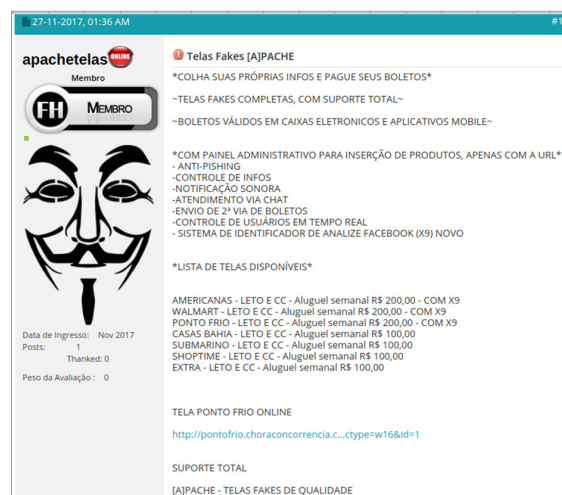 27-11-2017, 01:36 AM
#1
apachetelas ONLINE
Membro
FH MEMBRO
Data de Ingresso: Nov 2017
Posts: 1
Thanked: 0
Peso da Avaliação : 0
Telas Fakes [A]PACHE
*COLHA SUAS PRÓPRIAS INFOS E PAGUE SEUS BOLETOS*
~TELAS FAKES COMPLETAS, COM SUPORTE TOTAL~
~BOLETOS VÁLIDOS EM CAIXAS ELETRONICOS E APLICATIVOS MOBILE~
*COM PAINEL ADMINISTRATIVO PARA INSERÇÃO DE PRODUTOS, APENAS COM A URL*
- ANTI-PISHING
-CONTROLE DE INFOS
-NOTIFICAÇÃO SONORA
-ATENDIMENTO VIA CHAT
-ENVIO DE 2ª VIA DE BOLETOS
-CONTROLE DE USUÁRIOS EM TEMPO REAL
- SISTEMA DE IDENTIFICADOR DE ANALIZE FACEBOOK (X9) NOVO
*LISTA DE TELAS DISPONÍVEIS*
AMERICANAS - LETO E CC - Aluguel semanal R$ 200,00 - COM X9
WALMART - LETO E CC - Aluguel semanal R$ 200,00 - COM X9
PONTO FRIO - LETO E CC - Aluguel semanal R$ 200,00 - COM X9
CASAS BAHIA - LETO E CC - Aluguel semanal R$ 100,00
SUBMARINO - LETO E CC - Aluguel semanal R$ 100,00
SHOPTIME - LETO E CC - Aluguel semanal R$ 100,00
EXTRA - LETO E CC - Aluguel semanal R$ 100,00
TELA PONTO FRIO ONLINE
http://pontofrio.choraconcorrencia.c...ctype=w16&id=1
SUPORTE TOTAL
[A]PACHE - TELAS FAKES DE QUALIDADE